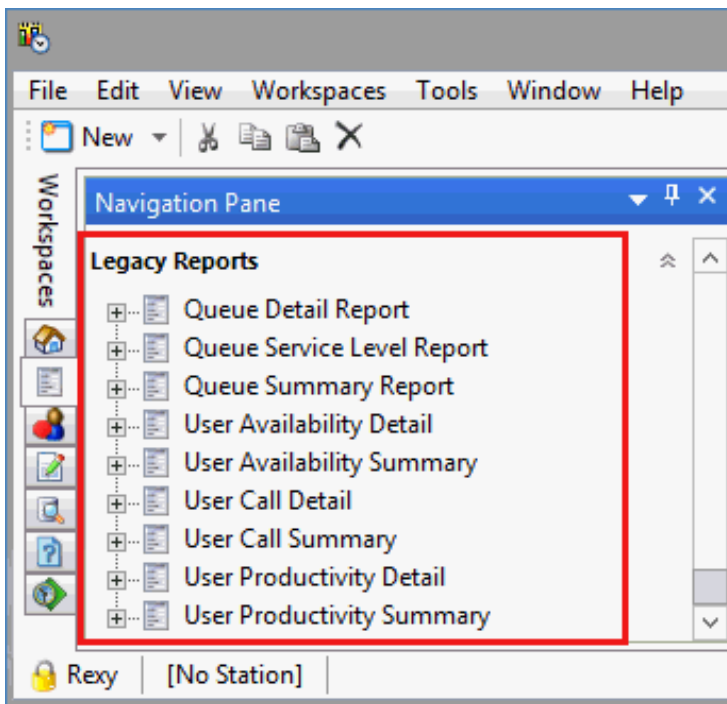 File Edit View Workspaces Tools Window Help
New
Workspaces
Navigation Pane
Legacy Reports
Queue Detail Report
Queue Service Level Report
Queue Summary Report
User Availability Detail
User Availability Summary
User Call Detail
User Call Summary
User Productivity Detail
User Productivity Summary
Rexy [No Station]